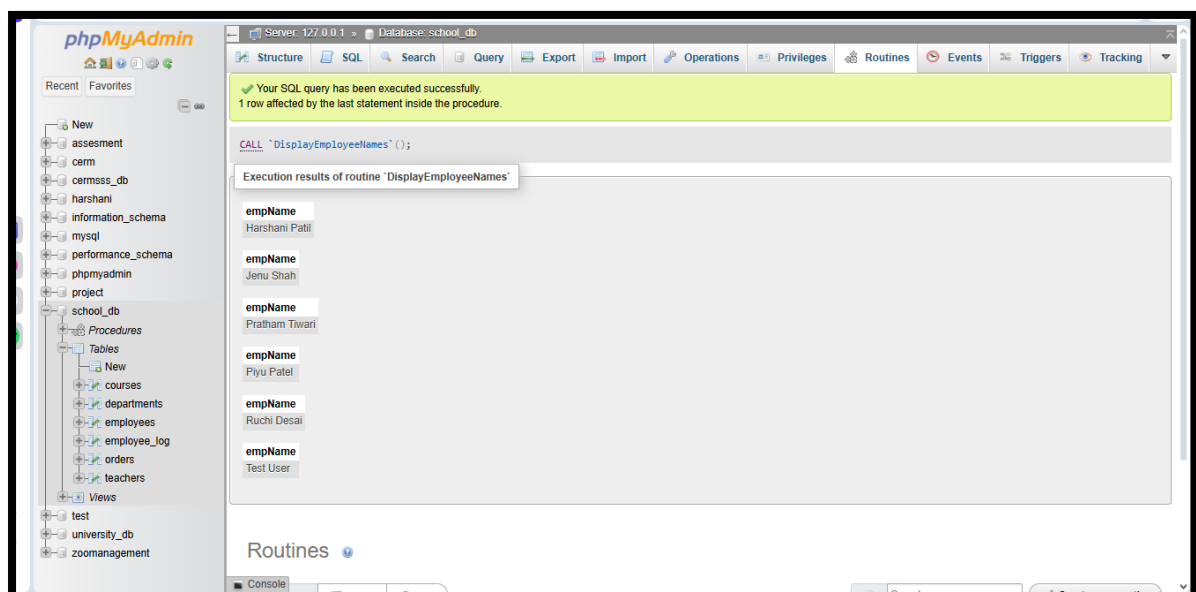 phpMyAdmin
Recent Favorites
New
assesment
cerm
cermsss_db
harshani
information_schema
mysql
performance_schema
phpmyadmin
project
school_db
Procedures
Tables
New
courses
departments
employees
employee_log
orders
teachers
Views
test
university_db
zoomanagement
Server: 127.0.0.1 » Database: school_db
Structure SQL Search Query Export Import Operations Privileges Routines Events Triggers Tracking
Your SQL query has been executed successfully.
1 row affected by the last statement inside the procedure.
CALL `DisplayEmployeeNames`();
Execution results of routine `DisplayEmployeeNames`
empName
Harshani Patil
empName
Jenu Shah
empName
Pratham Tiwari
empName
Piyu Patel
empName
Ruchi Desai
empName
Test User
Routines
Console